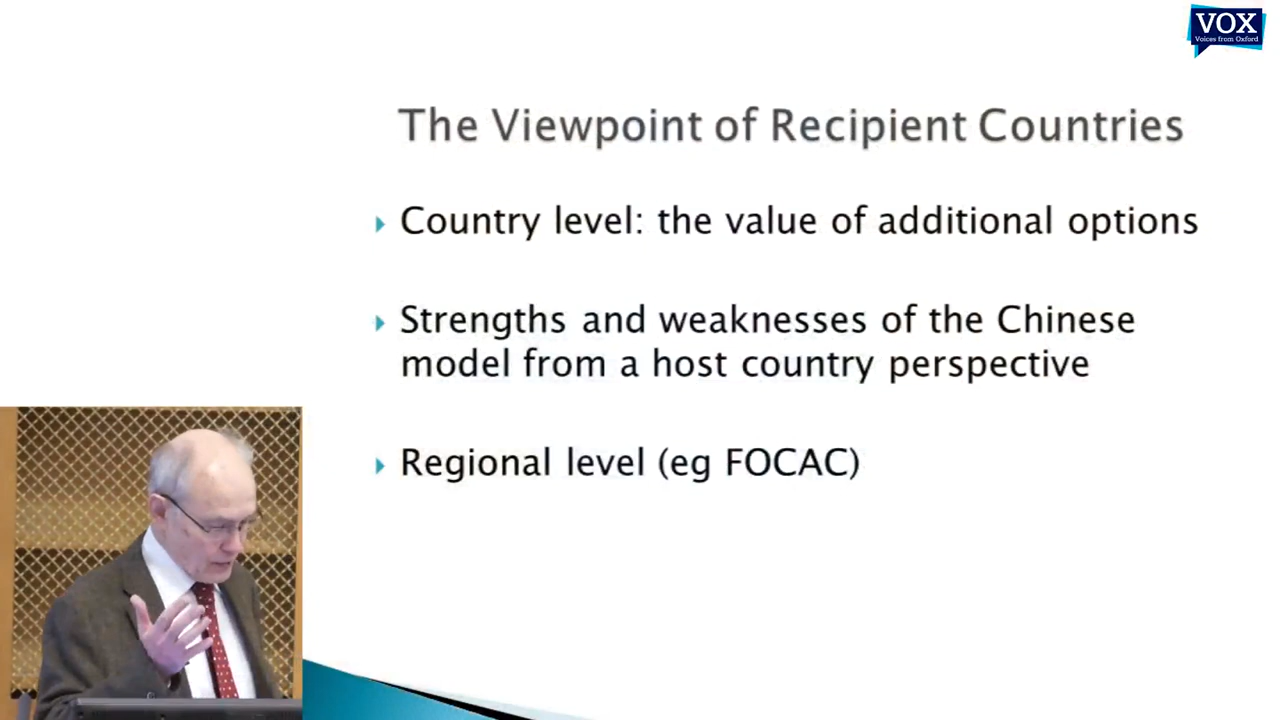 VOX
Voices from Oxford
The Viewpoint of Recipient Countries
Country level: the value of additional options
Strengths and weaknesses of the Chinese
model from a host country perspective
Regional level (eg FOCAC)